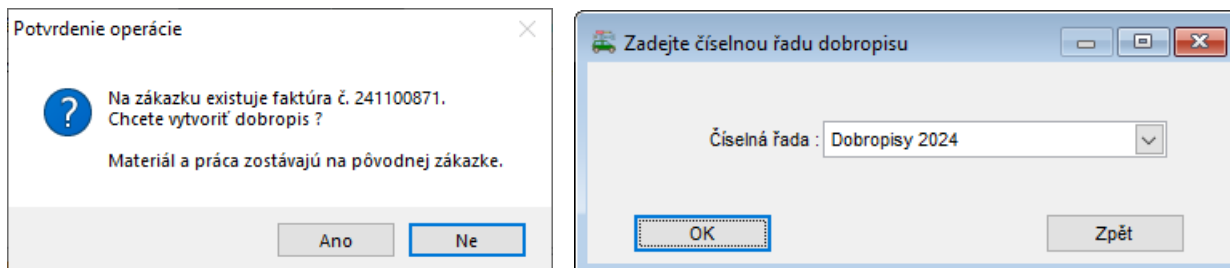 Potvrdenie operácie
Na zákazku existuje faktúra č. 241100871.
Chcete vytvoriť dobropis ?
Materiál a práca zostávajú na pôvodnej zákazke.
Ano
Ne
Zadejte číselnou řadu dobropisu
Číselná řada : Dobropisy 2024
OK
Zpět